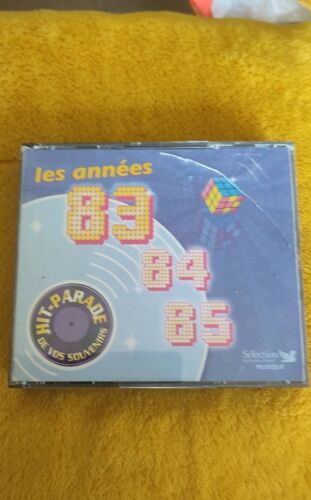 les années
83
84
85
HIT-PARADE
DE VOS SOUVENIRS
Sélection
MUSIQUE